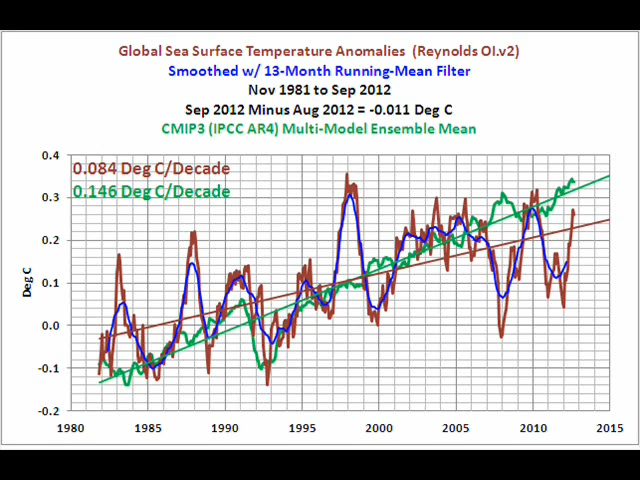 Global Sea Surface Temperature Anomalies (Reynolds OI.v2)
Smoothed w/ 13-Month Running-Mean Filter
Nov 1981 to Sep 2012
Sep 2012 Minus Aug 2012 = -0.011 Deg C
CMIP3 (IPCC AR4) Multi-Model Ensemble Mean
0.084 Deg C/Decade
0.146 Deg C/Decade
Deg C
0.4
0.3
0.2
0.1
0.0
-0.1
-0.2
1980 1985 1990 1995 2000 2005 2010 2015